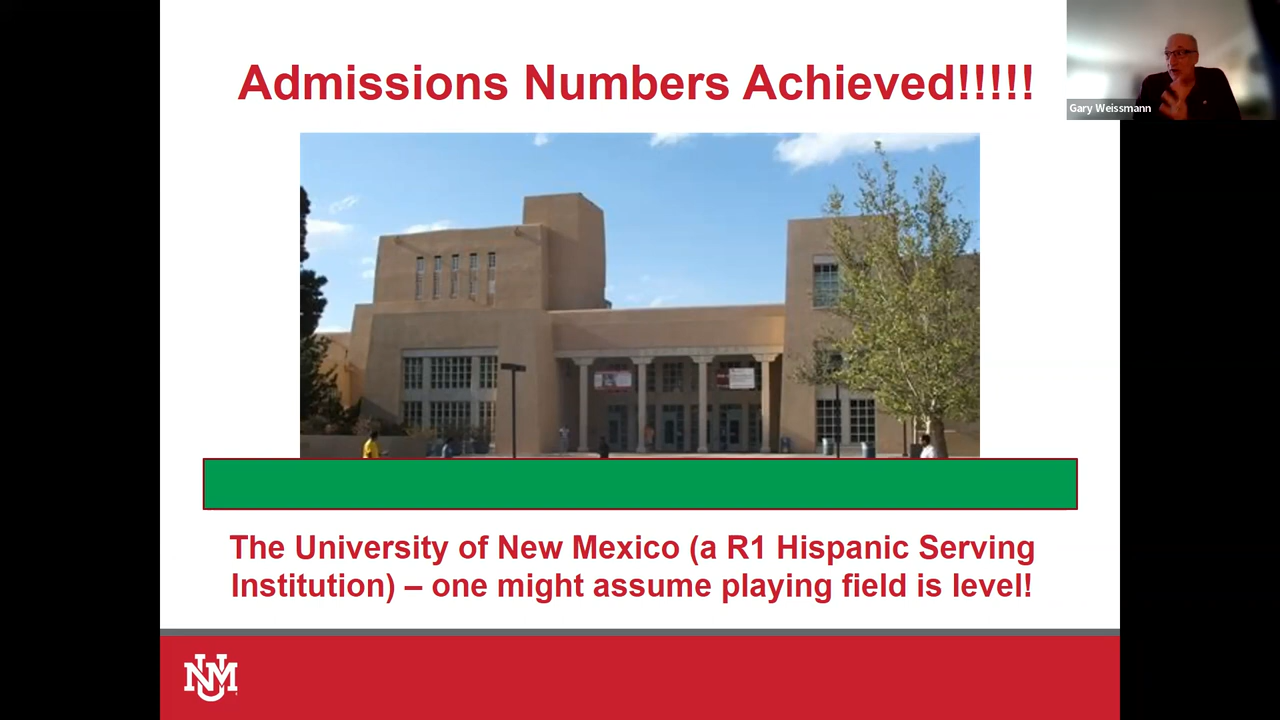 Admissions Numbers Achieved!!!!!
Gary Weissmann
The University of New Mexico (a R1 Hispanic Serving
Institution) – one might assume playing field is level!
UNM